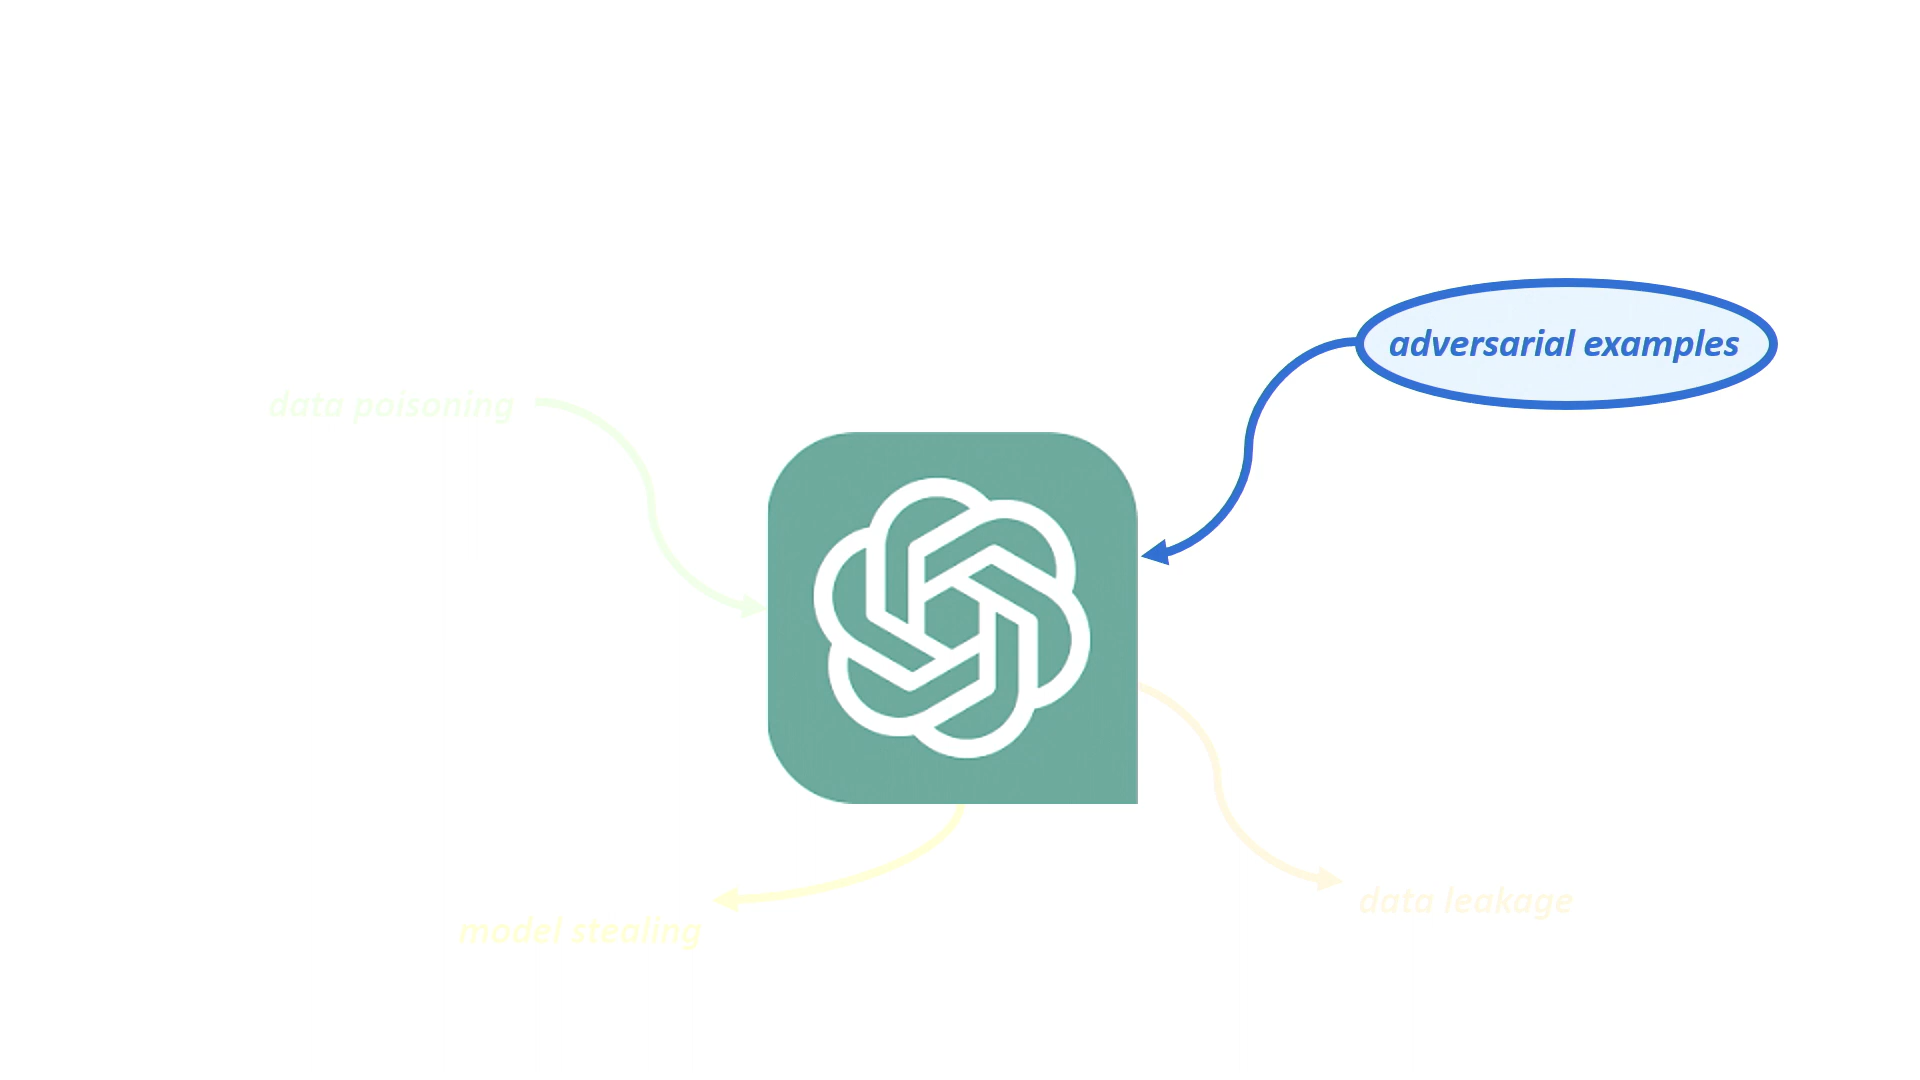 adversarial examples
data poisoning
data leakage
model stealing